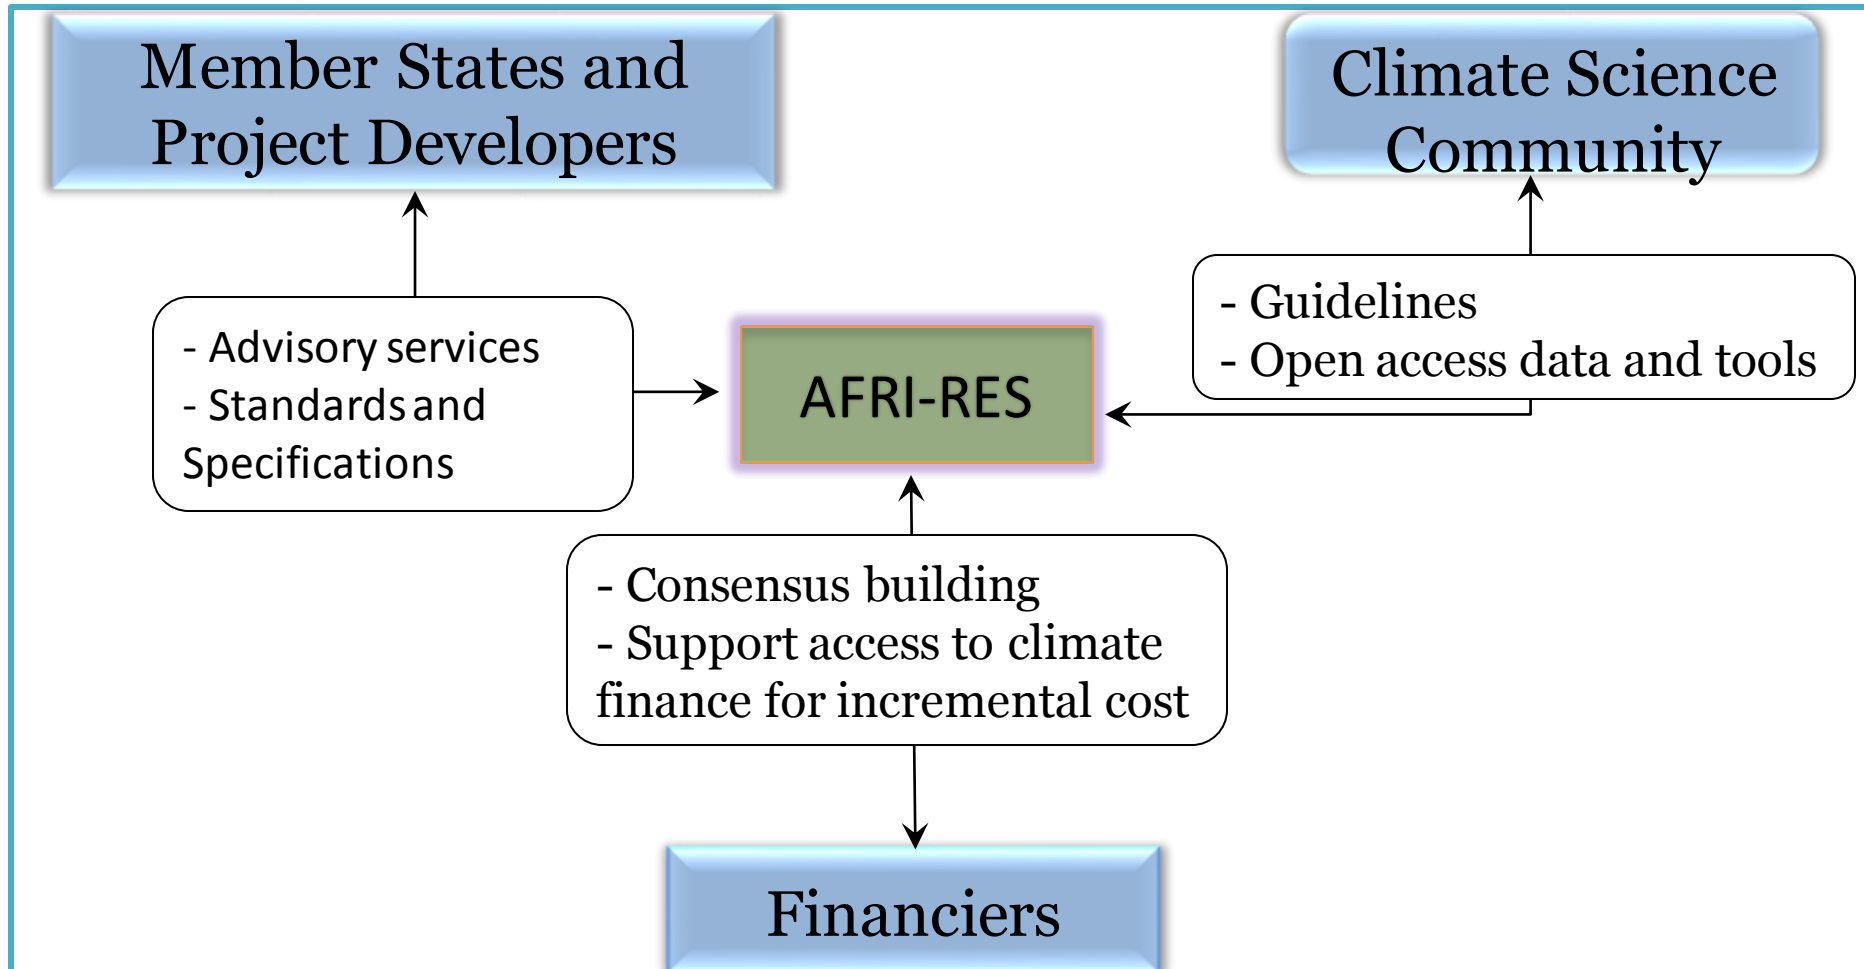 Member States and
Project Developers
Climate Science
Community
- Advisory services
- Standards and
Specifications
AFRI-RES
- Guidelines
- Open access data and tools
- Consensus building
- Support access to climate
finance for incremental cost
Financiers